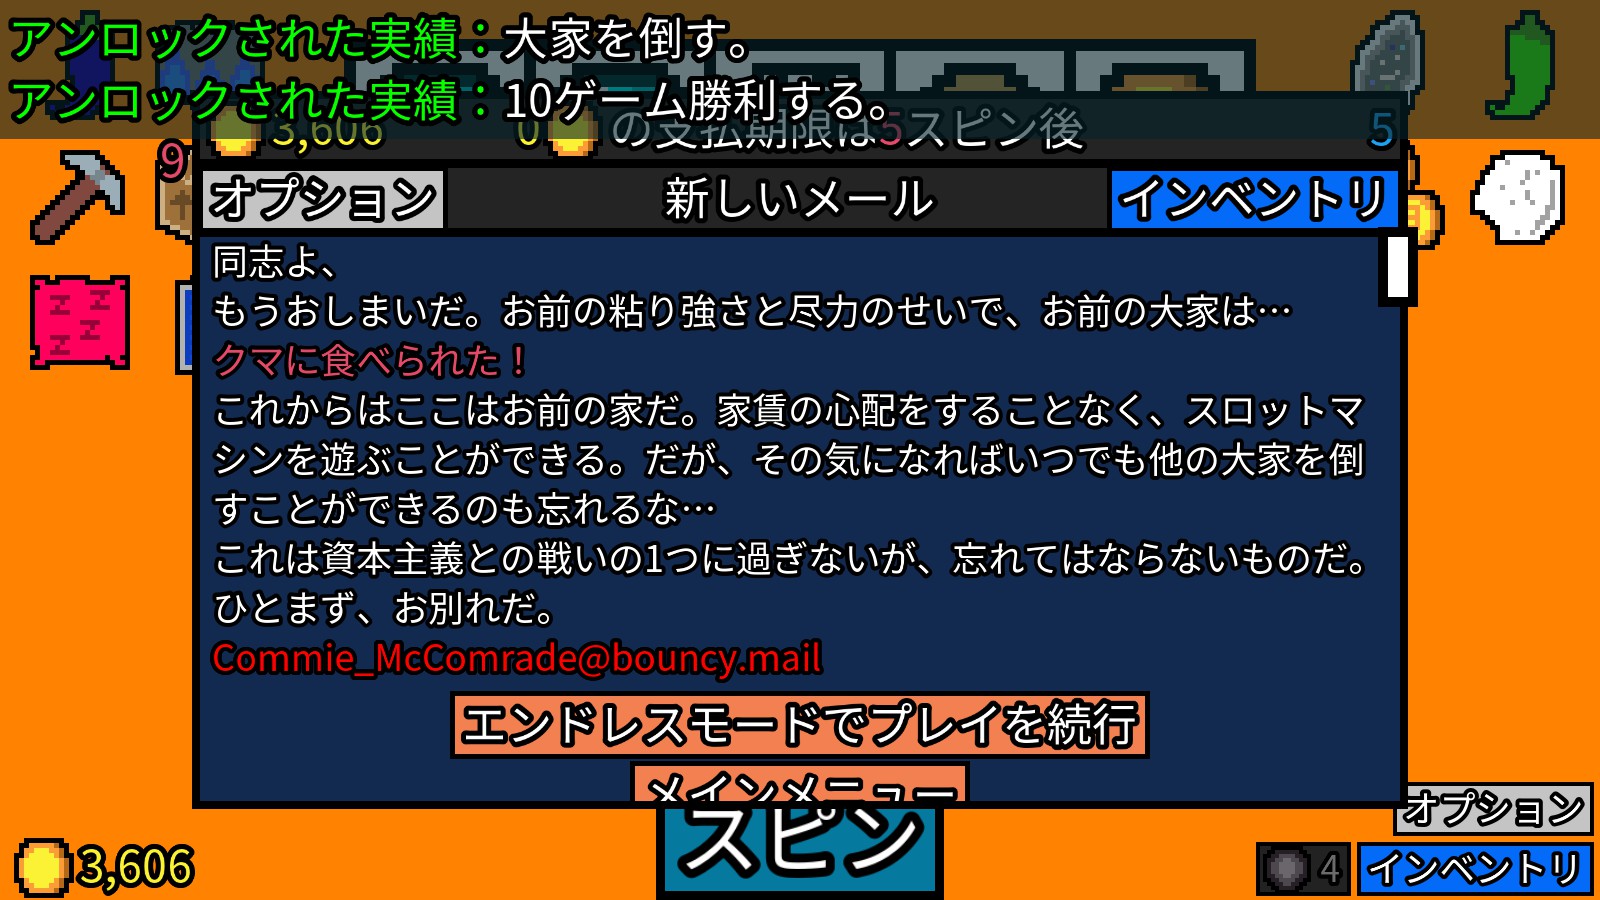 アンロックされた実績：大家を倒す。
アンロックされた実績：10ゲーム勝利する。
3,606
0 の支払期限は5スピン後
5
9
オプション
新しいメール
インベントリ
同志よ、
もうおしまいだ。お前の粘り強さと尽力のせいで、お前の大家は…
クマに食べられた！
これからはここはお前の家だ。家賃の心配をすることなく、スロットマ
シンを遊ぶことができる。だが、その気になればいつでも他の大家を倒
すことができるのも忘れるな…
これは資本主義との戦いの1つに過ぎないが、忘れてはならないものだ。
ひとまず、お別れだ。
Commie_McComrade@bouncy.mail
エンドレスモードでプレイを続行
メインメニュー
スピン
オプション
3,606
4
インベントリ